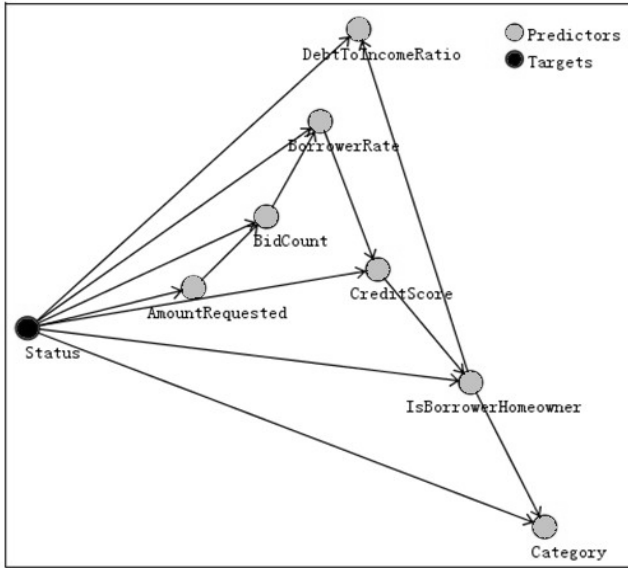 Predictors
DebtToIncomeRatio
Targets
BorrowerRate
BidCount
CreditScore
AmountRequested
Status
IsBorrowerHomeowner
Category